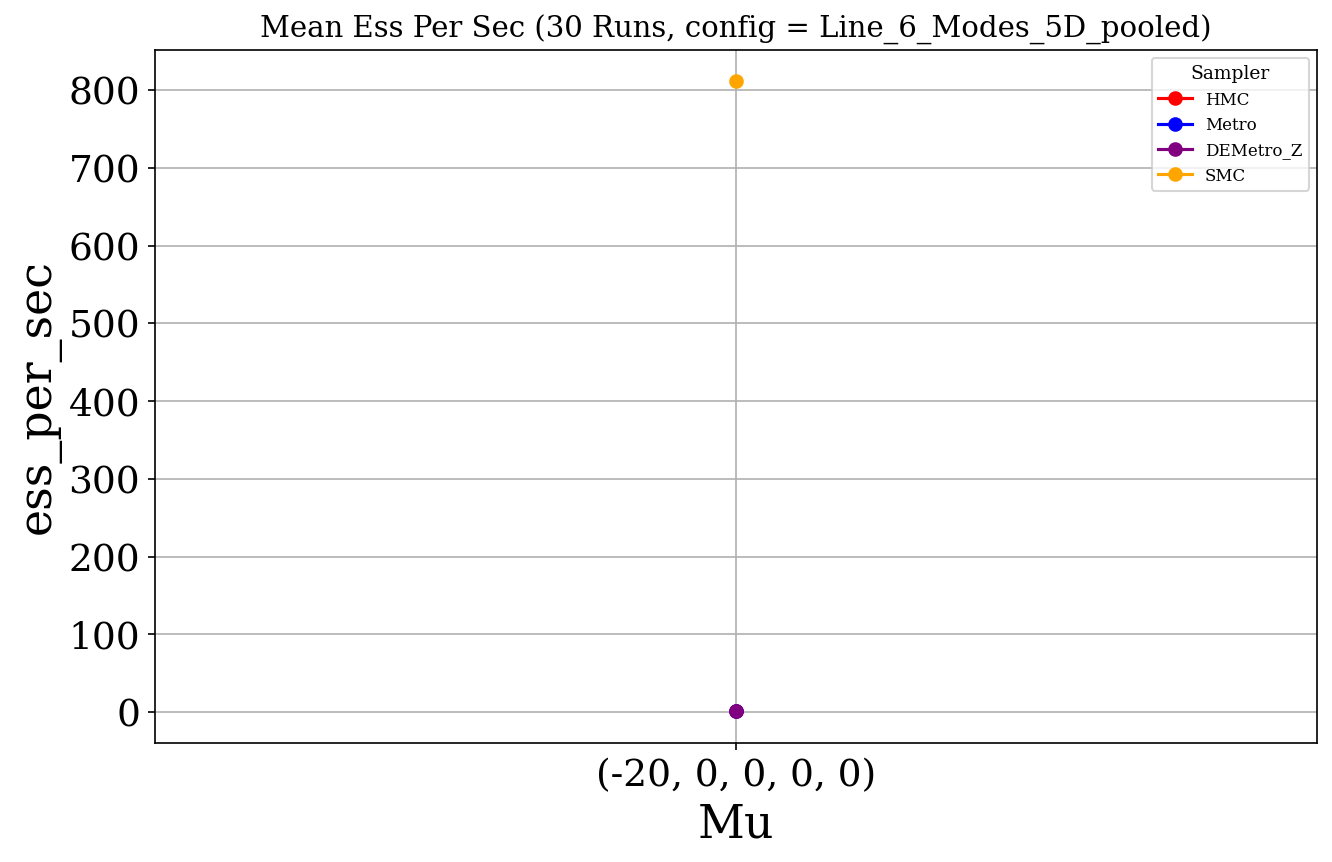 Mean Ess Per Sec (30 Runs, config = Line_6_Modes_5D_pooled)
Sampler
HMC
Metro
DEMetro_Z
SMC
ess_per_sec
800
700
600
500
400
300
200
100
0
(-20, 0, 0, 0, 0)
Mu